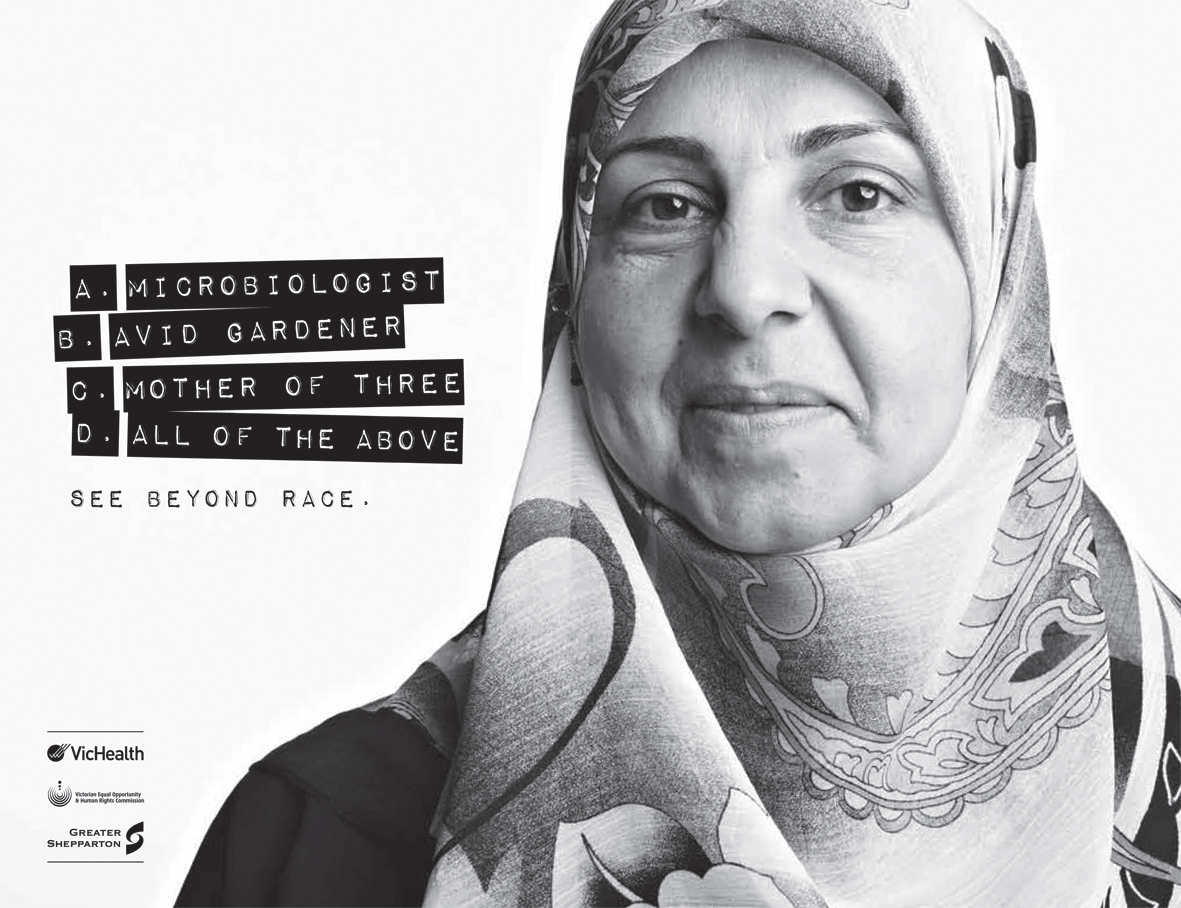 A. MICROBIOLOGIST
B. AVID GARDENER
C. MOTHER OF THREE
D. ALL OF THE ABOVE
SEE BEYOND RACE.
VicHealth
Victorian Equal Opportunity
& Human Rights Commission
GREATER
SHEPPARTON